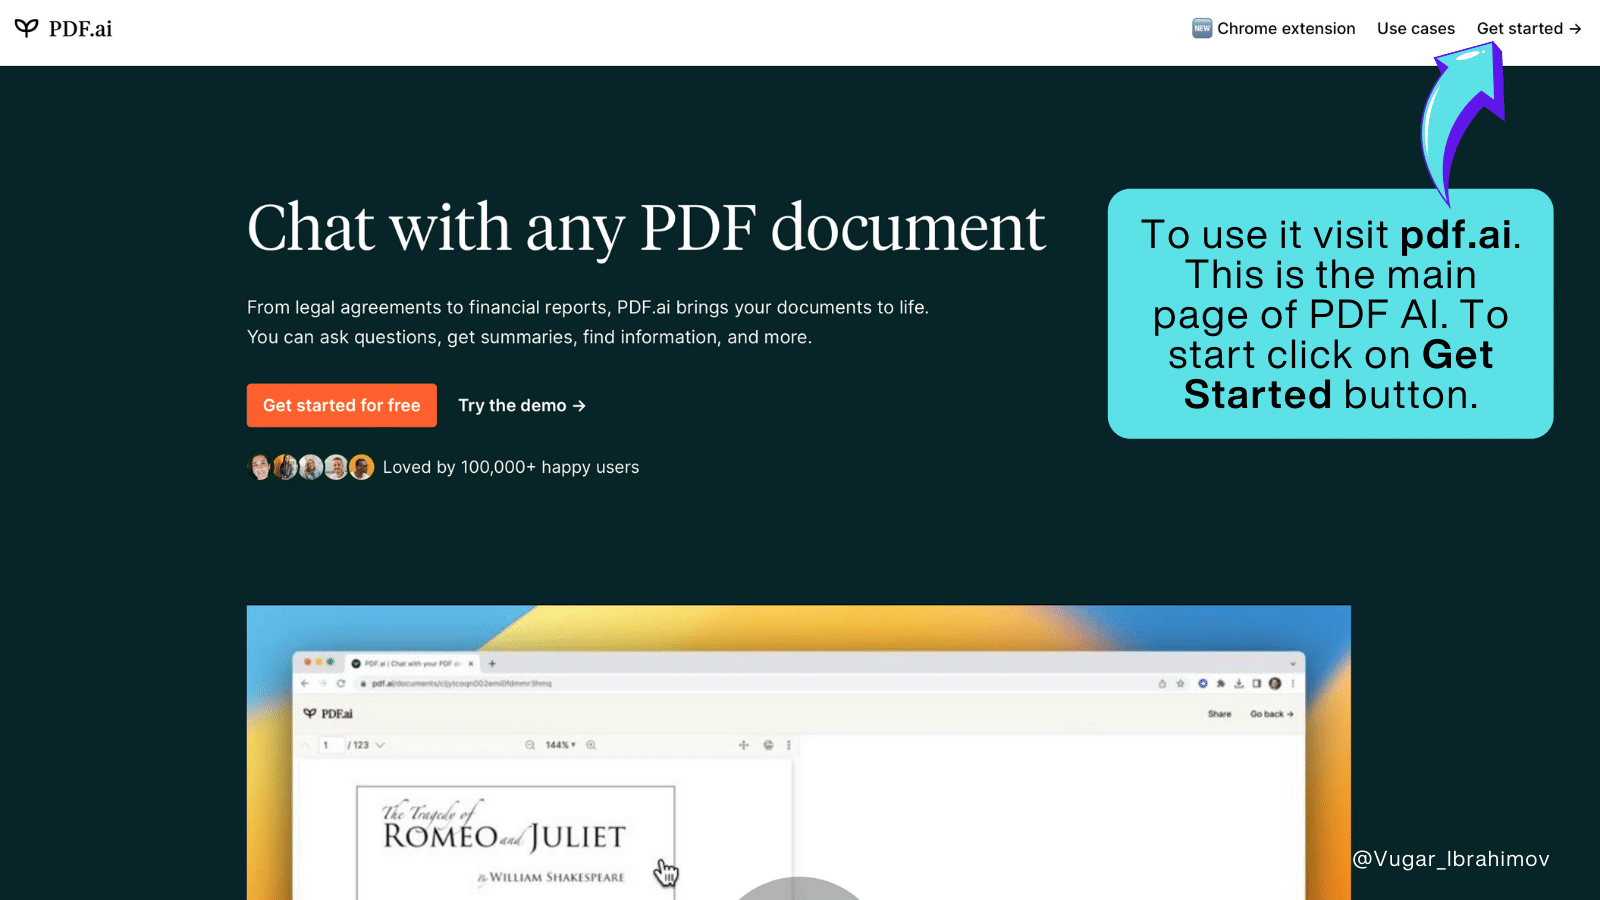 PDF.ai
NEW Chrome extension
Use cases
Get started →
Chat with any PDF document
To use it visit pdf.ai.
This is the main
page of PDF AI. To
start click on Get
Started button.
From legal agreements to financial reports, PDF.ai brings your documents to life.
You can ask questions, get summaries, find information, and more.
Get started for free
Try the demo →
Loved by 100,000+ happy users
PDF.ai | Chat with your PDF
PDF.ai
Share
Go back →
1 / 123
144%
The Tragedy of
ROMEO and JULIET
By WILLIAM SHAKESPEARE
@Vugar_Ibrahimov